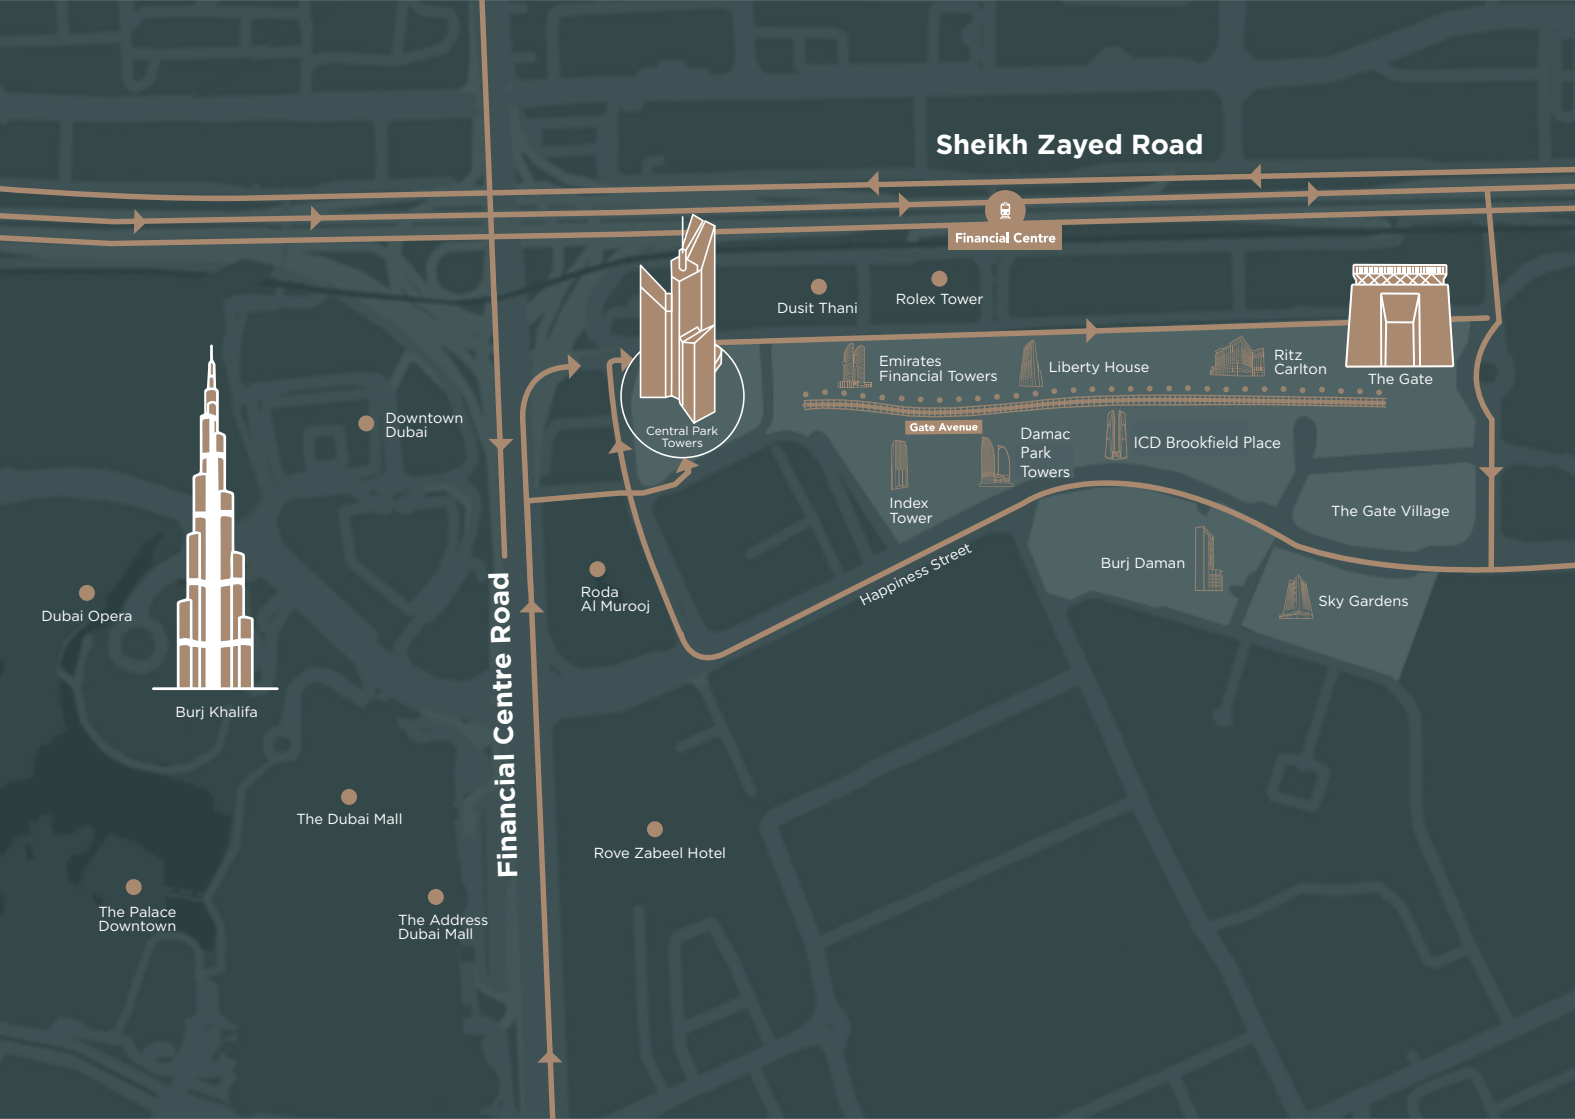 Sheikh Zayed Road
Financial Centre
Dusit Thani
Rolex Tower
Emirates
Financial Towers
Liberty House
Ritz
Carlton
The Gate
Central Park
Towers
Gate Avenue
Downtown
Dubai
Damac
Park
Towers
ICD Brookfield Place
Index
Tower
The Gate Village
Happiness Street
Burj Daman
Sky Gardens
Roda
Al Murooj
Dubai Opera
Financial Centre Road
Burj Khalifa
The Dubai Mall
Rove Zabeel Hotel
The Palace
Downtown
The Address
Dubai Mall